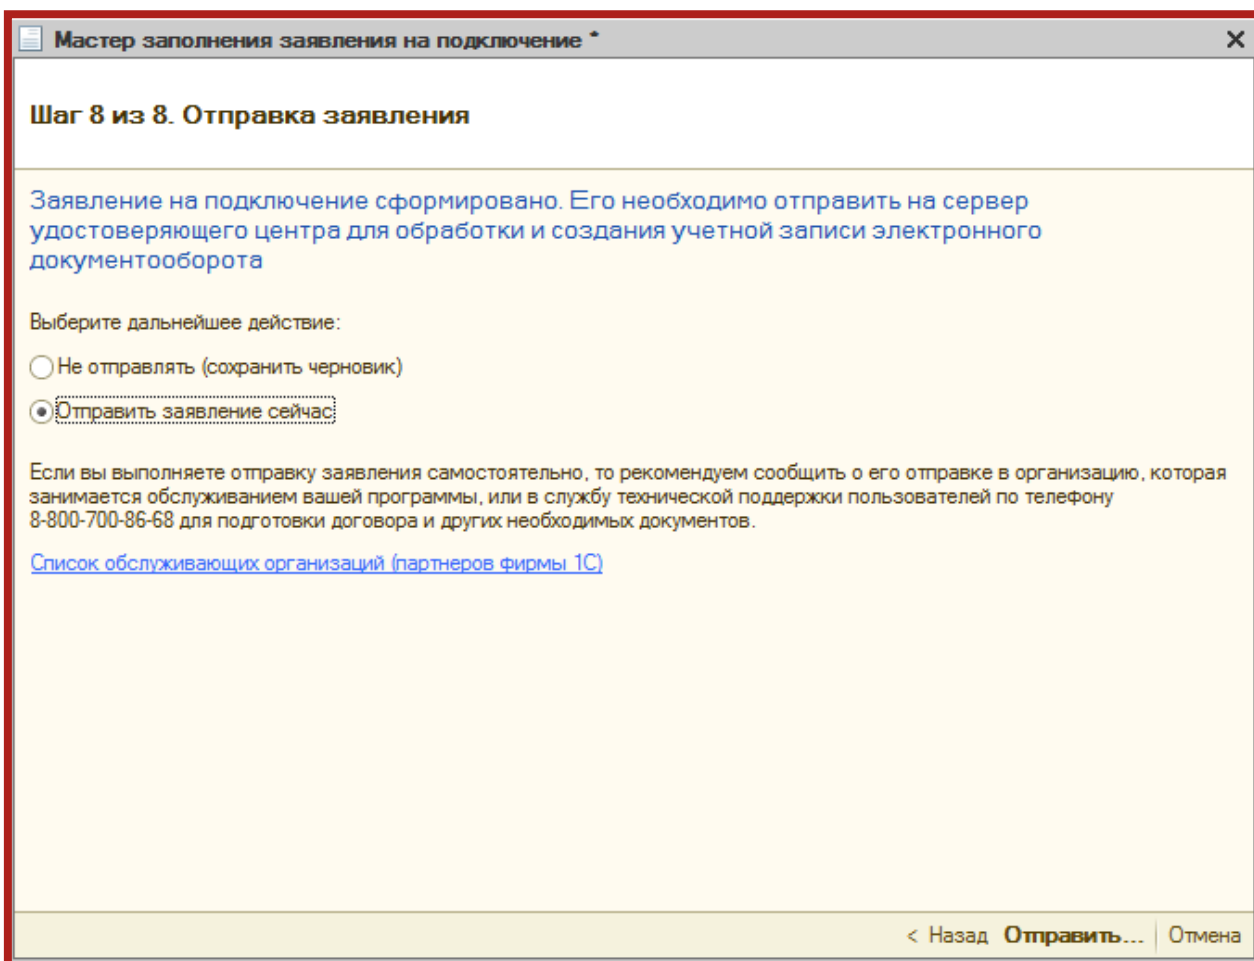 Мастер заполнения заявления на подключение *
Шаг 8 из 8. Отправка заявления
Заявление на подключение сформировано. Его необходимо отправить на сервер
удостоверяющего центра для обработки и создания учетной записи электронного
документооборота
Выберите дальнейшее действие:
Не отправлять (сохранить черновик)
Отправить заявление сейчас
Если вы выполняете отправку заявления самостоятельно, то рекомендуем сообщить о его отправке в организацию, которая
занимается обслуживанием вашей программы, или в службу технической поддержки пользователей по телефону
8-800-700-86-68 для подготовки договора и других необходимых документов.
Список обслуживающих организаций (партнеров фирмы 1С)
< Назад Отправить... Отмена